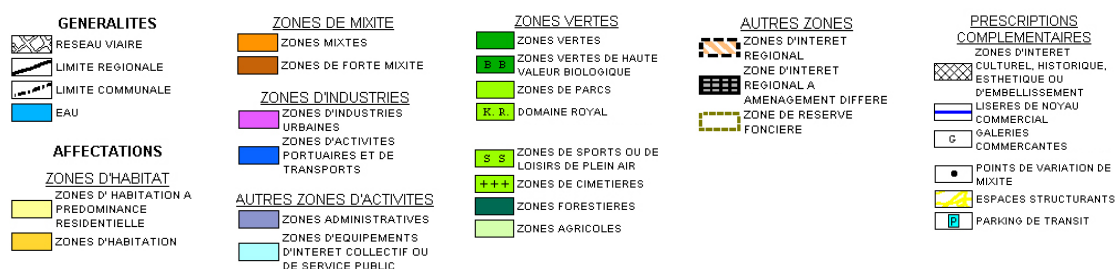 GENERALITES
RESEAU VIAIRE
LIMITE REGIONALE
LIMITE COMMUNALE
EAU
AFFECTATIONS
ZONES D'HABITAT
ZONES D' HABITATION A
PREDOMINANCE
RESIDENTIELLE
ZONES D'HABITATION
ZONES DE MIXITE
ZONES MIXTES
ZONES DE FORTE MIXITE
ZONES D'INDUSTRIES
ZONES D'INDUSTRIES
URBAINES
ZONES D'ACTIVITES
PORTUAIRES ET DE
TRANSPORTS
AUTRES ZONES D'ACTIVITES
ZONES ADMINISTRATIVES
ZONES D'EQUIPEMENTS
D'INTERET COLLECTIF OU
DE SERVICE PUBLIC
ZONES VERTES
ZONES VERTES
B B ZONES VERTES DE HAUTE
VALEUR BIOLOGIQUE
ZONES DE PARCS
K.R. DOMAINE ROYAL
S S ZONES DE SPORTS OU DE
LOISIRS DE PLEIN AIR
+++ ZONES DE CIMETIERES
ZONES FORESTIERES
ZONES AGRICOLES
AUTRES ZONES
ZONES D'INTERET
REGIONAL
ZONE D'INTERET
REGIONAL A
AMENAGEMENT DIFFERE
ZONE DE RESERVE
FONCIERE
PRESCRIPTIONS
COMPLEMENTAIRES
ZONES D'INTERET
CULTUREL, HISTORIQUE,
ESTHETIQUE OU
D'EMBELLISSEMENT
LISERES DE NOYAU
COMMERCIAL
G GALERIES
COMMERCANTES
POINTS DE VARIATION DE
MIXITE
ESPACES STRUCTURANTS
P PARKING DE TRANSIT